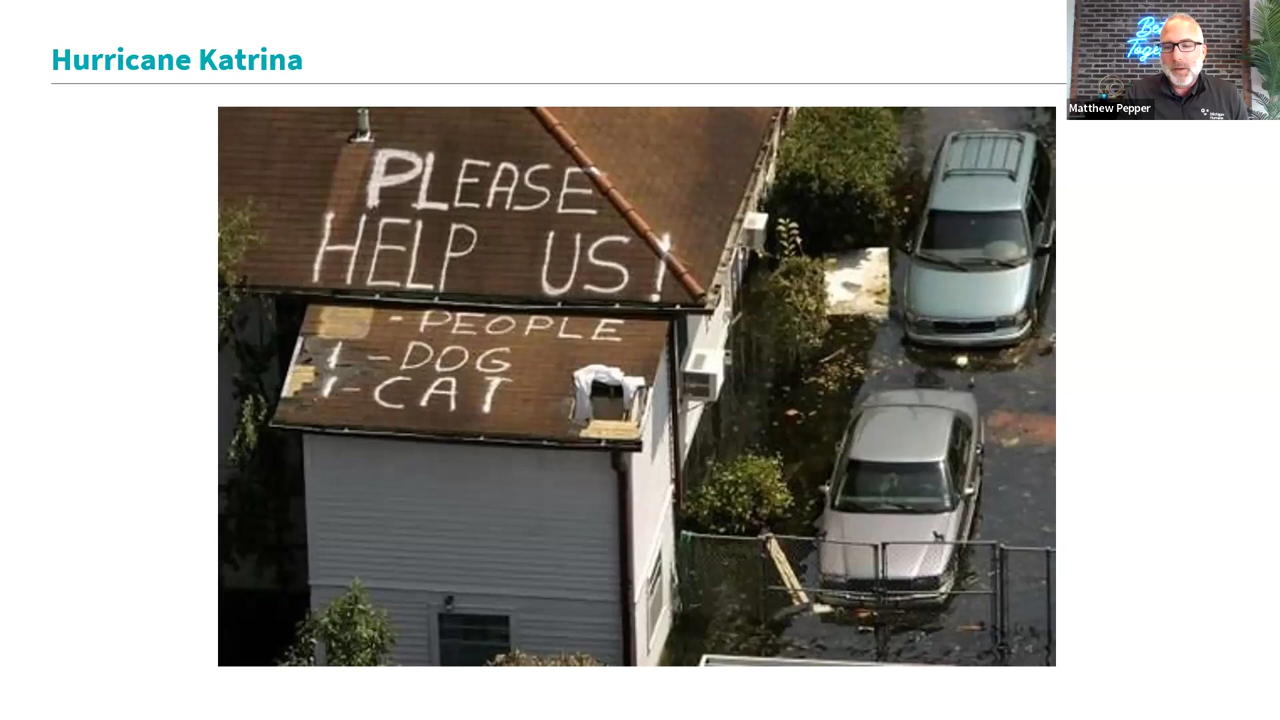 Hurricane Katrina
Matthew Pepper
PLEASE
HELP US!
- PEOPLE
1 - DOG
1 - CAT